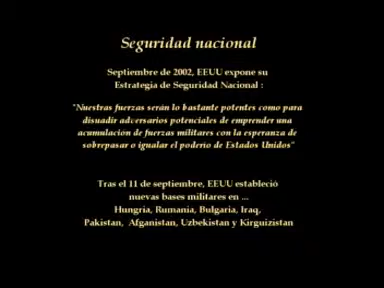 Seguridad nacional
Septiembre de 2002, EEUU expone su
Estrategia de Seguridad Nacional :
"Nuestras fuerzas serán lo bastante potentes como para
disuadir adversarios potenciales de emprender una
acumulación de fuerzas militares con la esperanza de
sobrepasar o igualar el poderío de Estados Unidos"
Tras el 11 de septiembre, EEUU estableció
nuevas bases militares en ...
Hungría, Rumania, Bulgaria, Iraq,
Pakistan, Afganistan, Uzbekistan y Kirguizistan